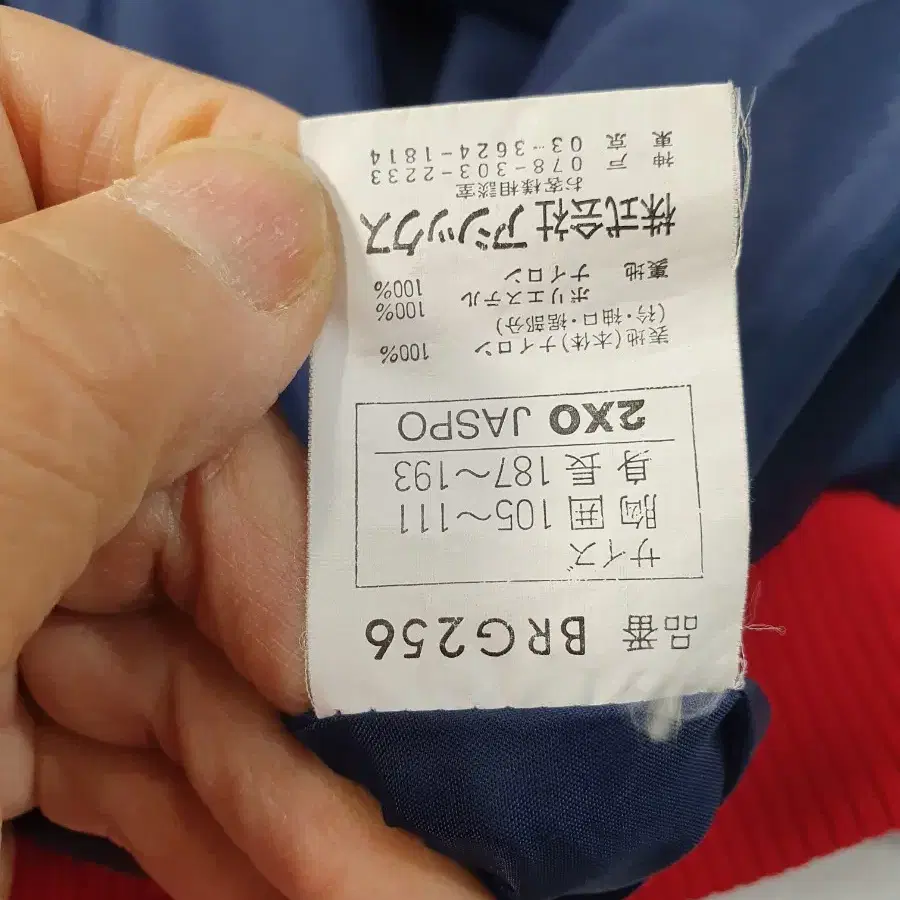 品番 BRG256
サイズ
胸囲 105～111
身長 187～193
2XO JASPO
表地(本体)ナイロン 100%
(衿・袖口・裾部分)
ポリエステル 100%
裏地 ナイロン 100%
株式会社アシックス
お客様相談室
神戸 078-303-2233
東京 03-3624-1814